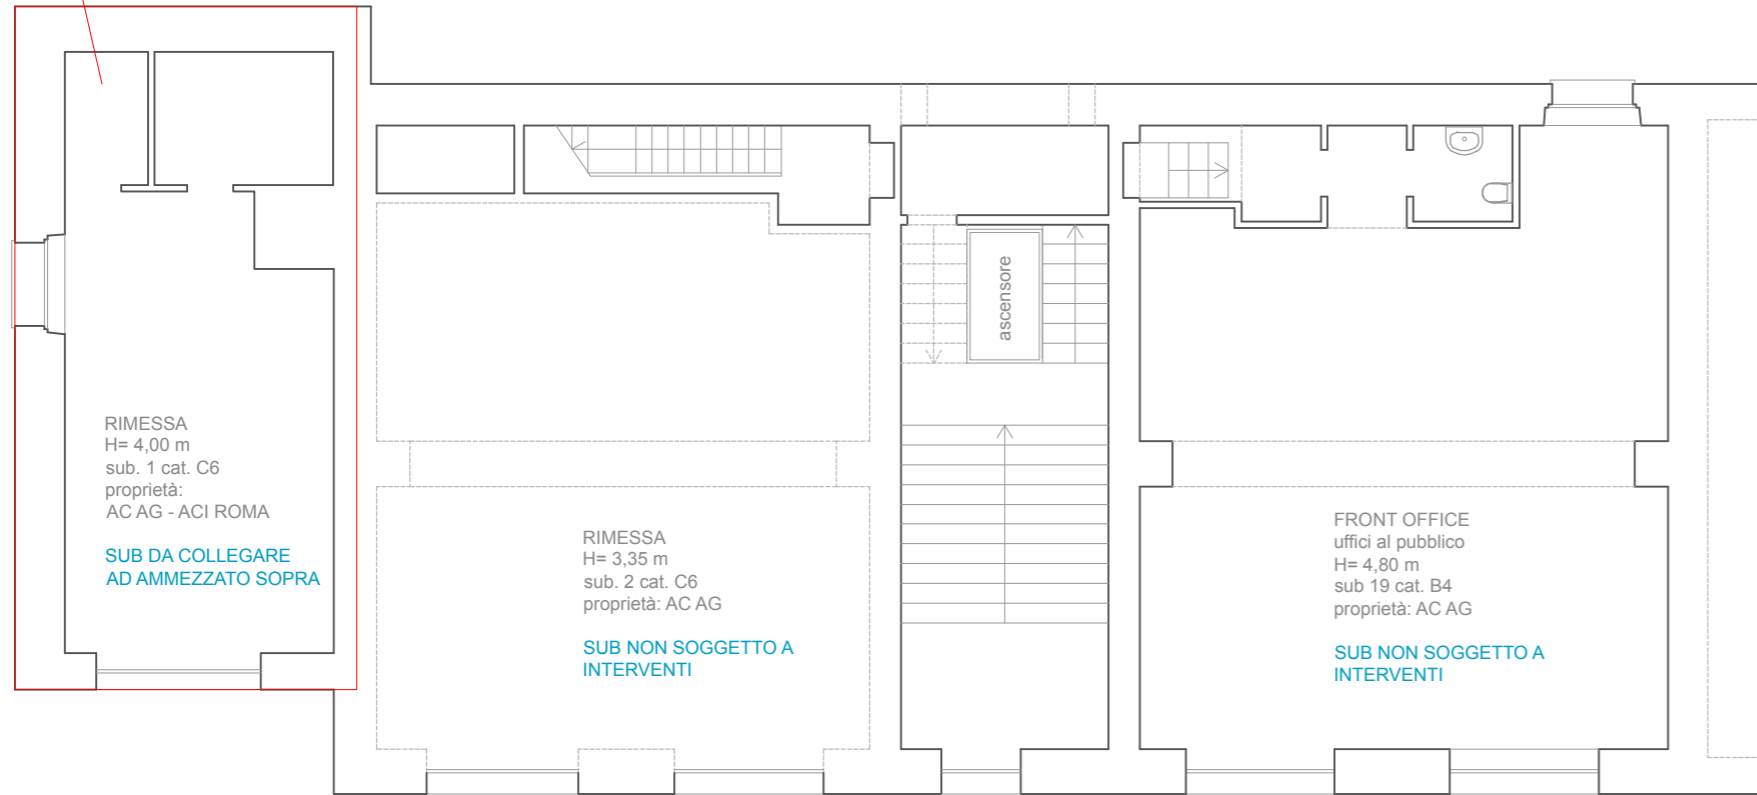 RIMESSA
H= 4,00 m
sub. 1 cat. C6
proprietà:
AC AG - ACI ROMA
SUB DA COLLEGARE
AD AMMEZZATO SOPRA
RIMESSA
H= 3,35 m
sub. 2 cat. C6
proprietà: AC AG
SUB NON SOGGETTO A
INTERVENTI
ascensore
FRONT OFFICE
uffici al pubblico
H= 4,80 m
sub 19 cat. B4
proprietà: AC AG
SUB NON SOGGETTO A
INTERVENTI